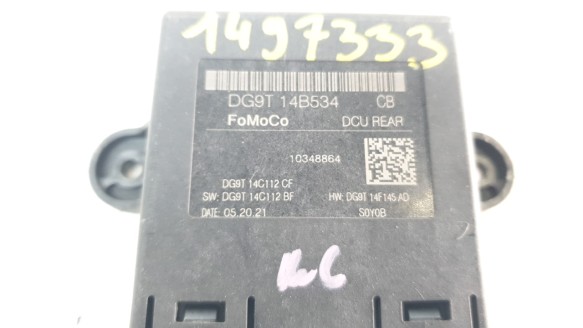 1497333
DG9T 14B534 CB
FoMoCo DCU REAR
10348864
DG9T 14C112 CF
SW: DG9T 14C112 BF HW: DG9T 14F145 AD
DATE: 05.20.21 S0Y0B